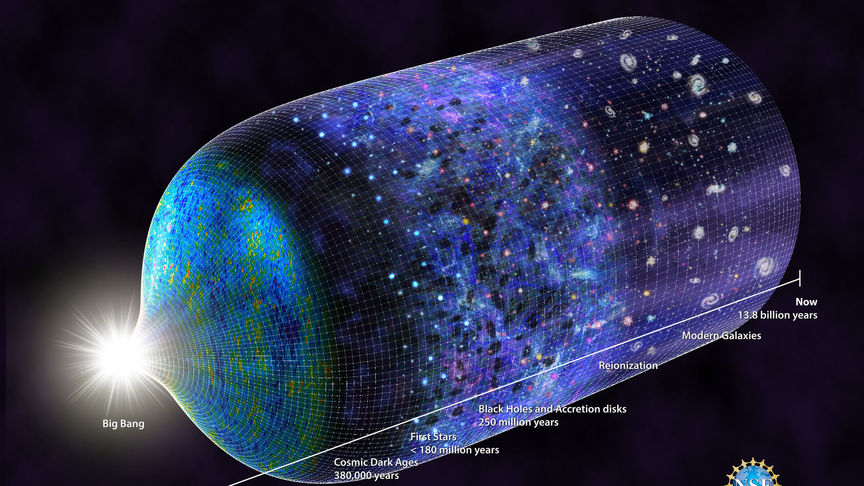 Big Bang
Cosmic Dark Ages
380,000 years
First Stars
< 180 million years
Black Holes and Accretion disks
250 million years
Reionization
Modern Galaxies
Now
13.8 billion years
NSF